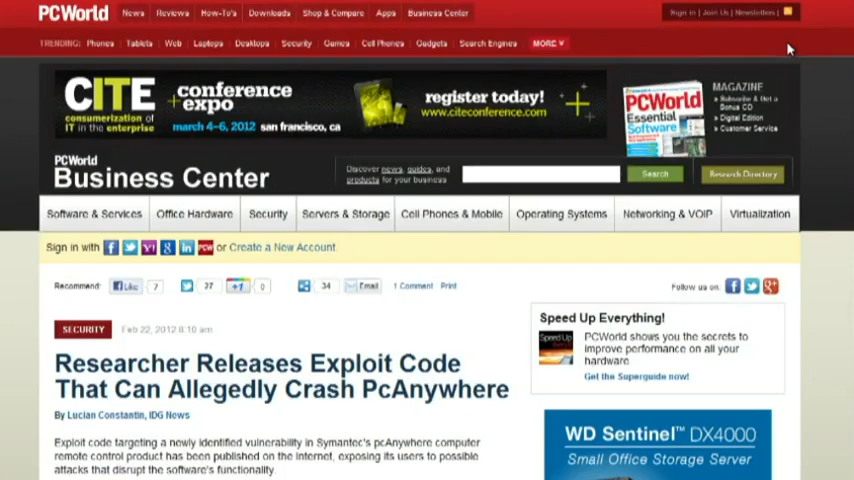 PCWorld
News Reviews How-To's Downloads Shop & Compare Apps Business Center
Sign in | Join Us | Newsletters |
TRENDING: Phones Tablets Web Laptops Desktops Security Games Cell Phones Gadgets Search Engines MORE
CITE
consumerization of
IT in the enterprise
+conference
expo
march 4-6, 2012 san francisco, ca
register today!
www.citeconference.com
PCWorld
Essential
Software
MAGAZINE
Subscribe & Get a
Bonus CD
Digital Edition
Customer Service
PCWorld
Business Center
Discover news, guides, and
products for your business
Search
Research Directory
Software & Services Office Hardware Security Servers & Storage Cell Phones & Mobile Operating Systems Networking & VOIP Virtualization
Sign in with or Create a New Account.
Recommend: Like 7 27 +1 0 34 Email 1 Comment Print
Follow us on:
SECURITY Feb 22, 2012 8:10 am
Researcher Releases Exploit Code
That Can Allegedly Crash PcAnywhere
By Lucian Constantin, IDG News
Exploit code targeting a newly identified vulnerability in Symantec's pcAnywhere computer
remote control product has been published on the Internet, exposing its users to possible
attacks that disrupt the software's functionality.
Speed Up Everything!
Speed Up
PCWorld shows you the secrets to
improve performance on all your
hardware
Get the Superguide now!
WD Sentinel™ DX4000
Small Office Storage Server